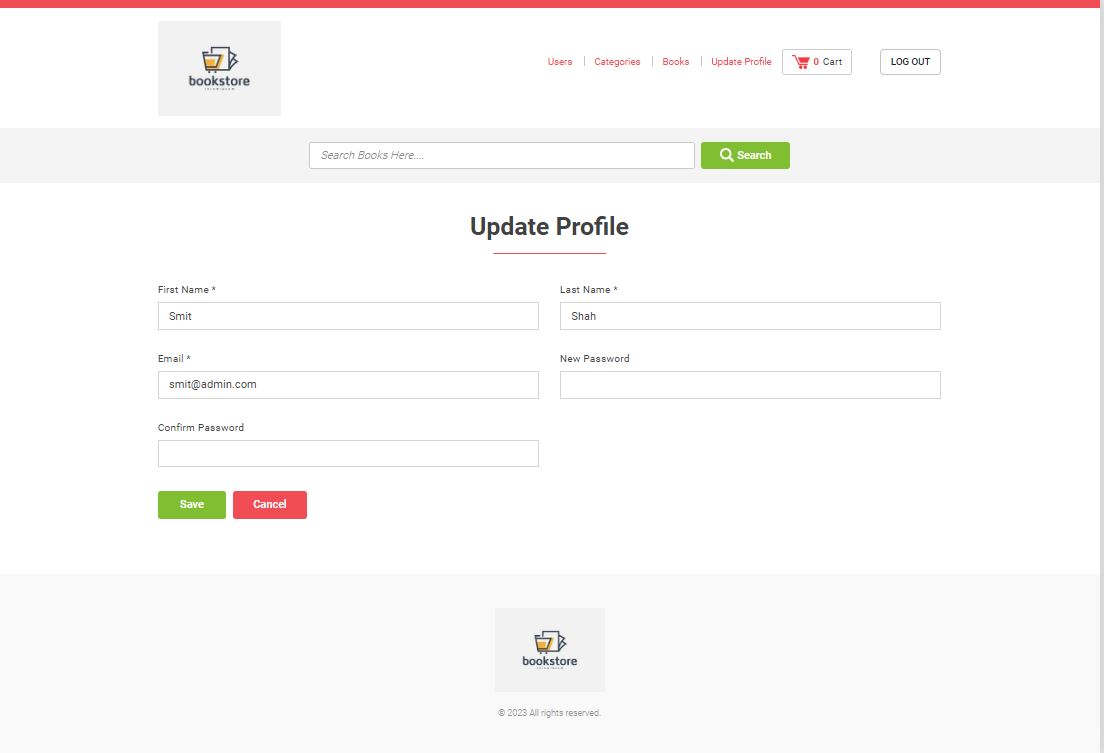 bookstore
Users
Categories
Books
Update Profile
0 Cart
LOG OUT
Search Books Here....
Search
Update Profile
First Name *
Last Name *
Smit
Shah
Email *
New Password
smit@admin.com
Confirm Password
Save
Cancel
bookstore
© 2023 All rights reserved.